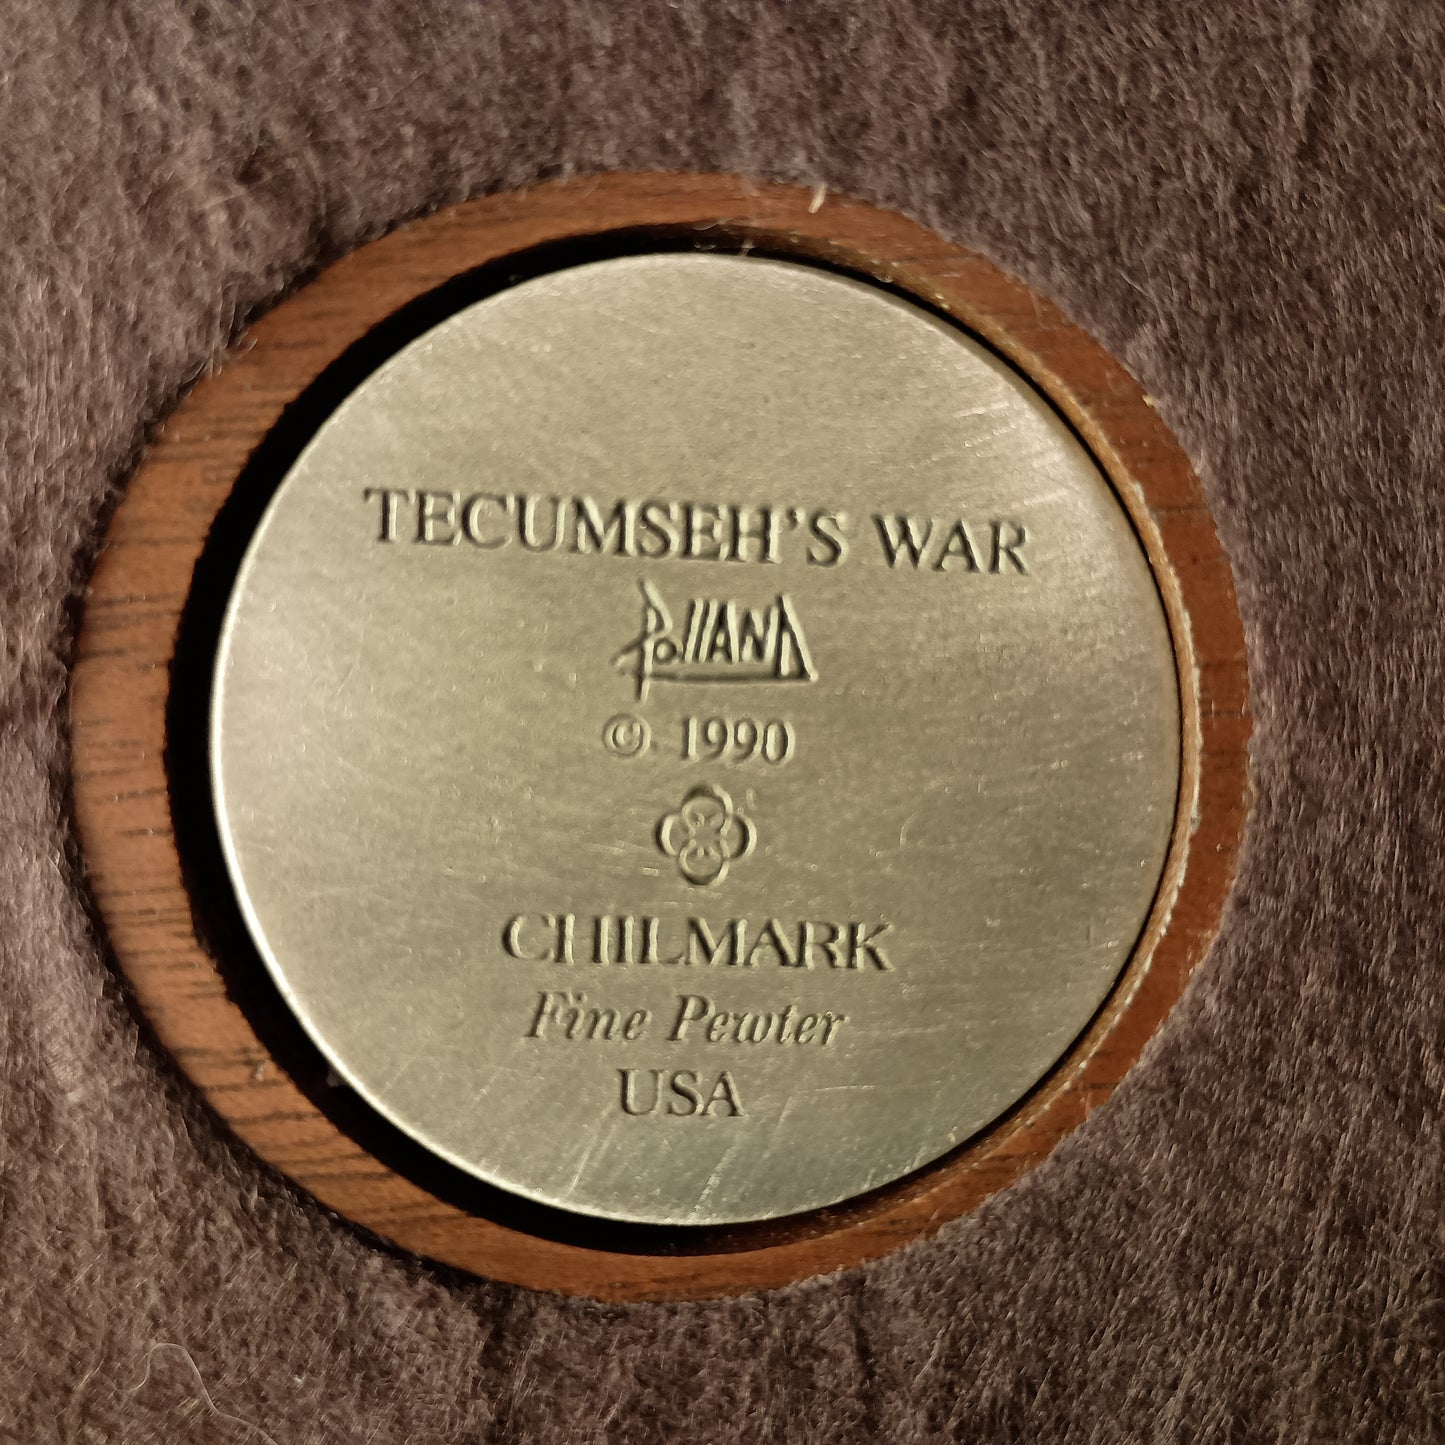 TECUMSEH'S WAR
Polland
© 1990
CHILMARK
Fine Pewter
USA